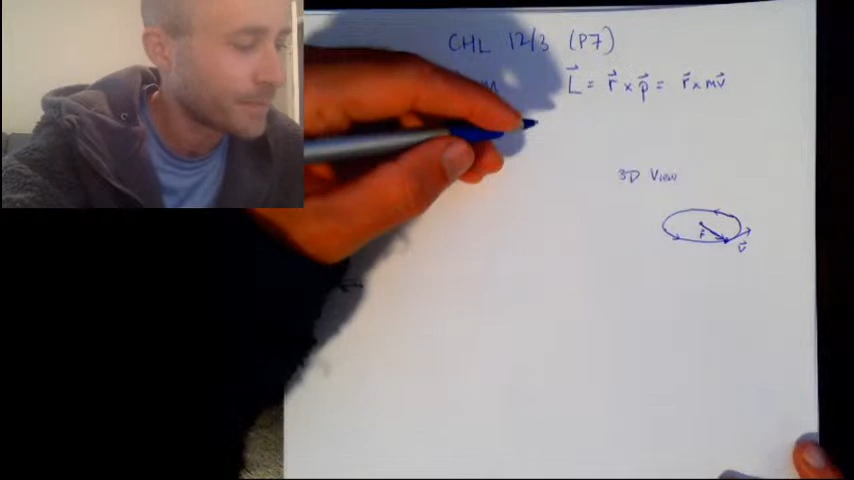 CHL 12/3 (P7)
L⃗ = r⃗ × p⃗ = r⃗ × mv⃗
3D View
r⃗
v⃗